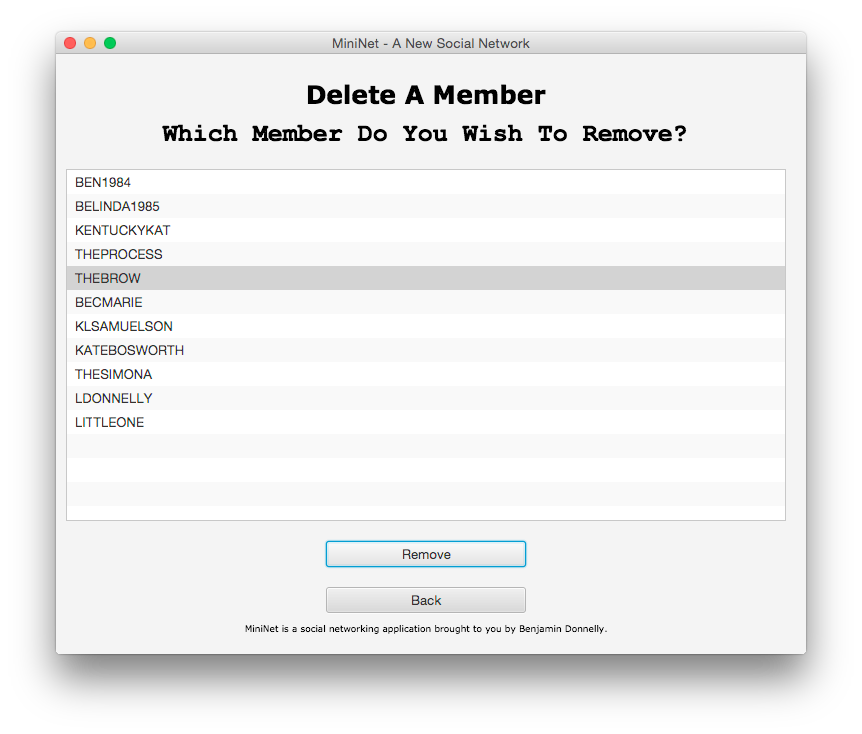 MiniNet - A New Social Network
Delete A Member
Which Member Do You Wish To Remove?
BEN1984
BELINDA1985
KENTUCKYKAT
THEPROCESS
THEBROW
BECMARIE
KLSAMUELSON
KATEBOSWORTH
THESIMONA
LDONNELLY
LITTLEONE
Remove
Back
MiniNet is a social networking application brought to you by Benjamin Donnelly.